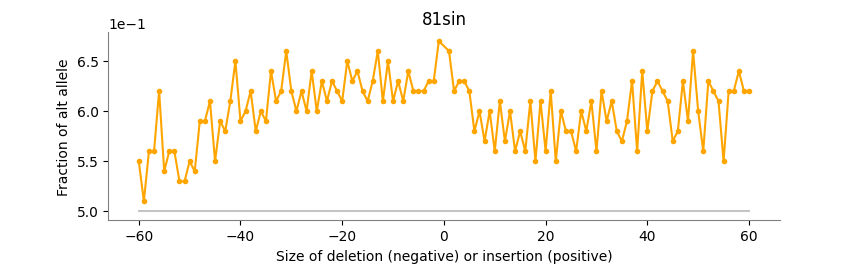 81sin
1e−1
6.5
6.0
5.5
5.0
−60 −40 −20 0 20 40 60
Fraction of alt allele
Size of deletion (negative) or insertion (positive)